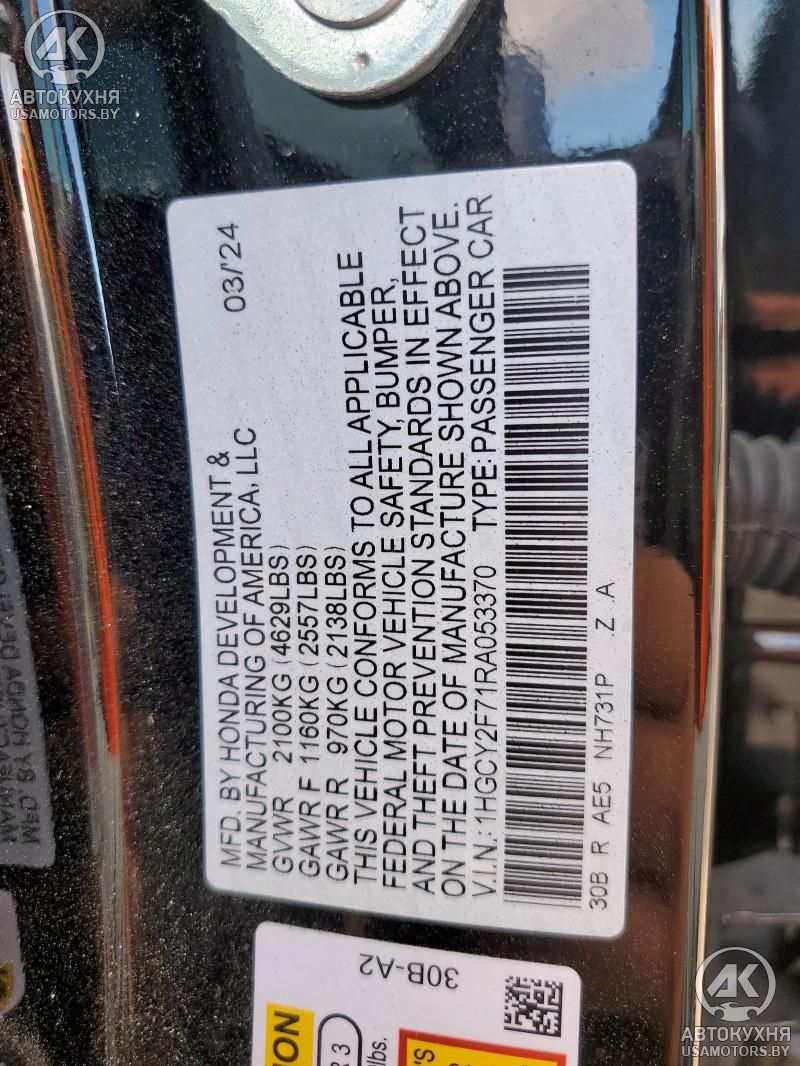 АВТОКУХНЯ
USAMOTORS.BY
MFD. BY HONDA DEVELOPMENT & 03/'24
MANUFACTURING OF AMERICA, LLC
GVWR 2100KG (4629LBS)
GAWR F 1160KG (2557LBS)
GAWR R 970KG (2138LBS)
THIS VEHICLE CONFORMS TO ALL APPLICABLE
FEDERAL MOTOR VEHICLE SAFETY, BUMPER,
AND THEFT PREVENTION STANDARDS IN EFFECT
ON THE DATE OF MANUFACTURE SHOWN ABOVE.
V.I.N.: 1HGCY2F71RA053370 TYPE: PASSENGER CAR
30B R AE5 NH731P Z A
30B-A2
АК
АВТОКУХНЯ
USAMOTORS.BY